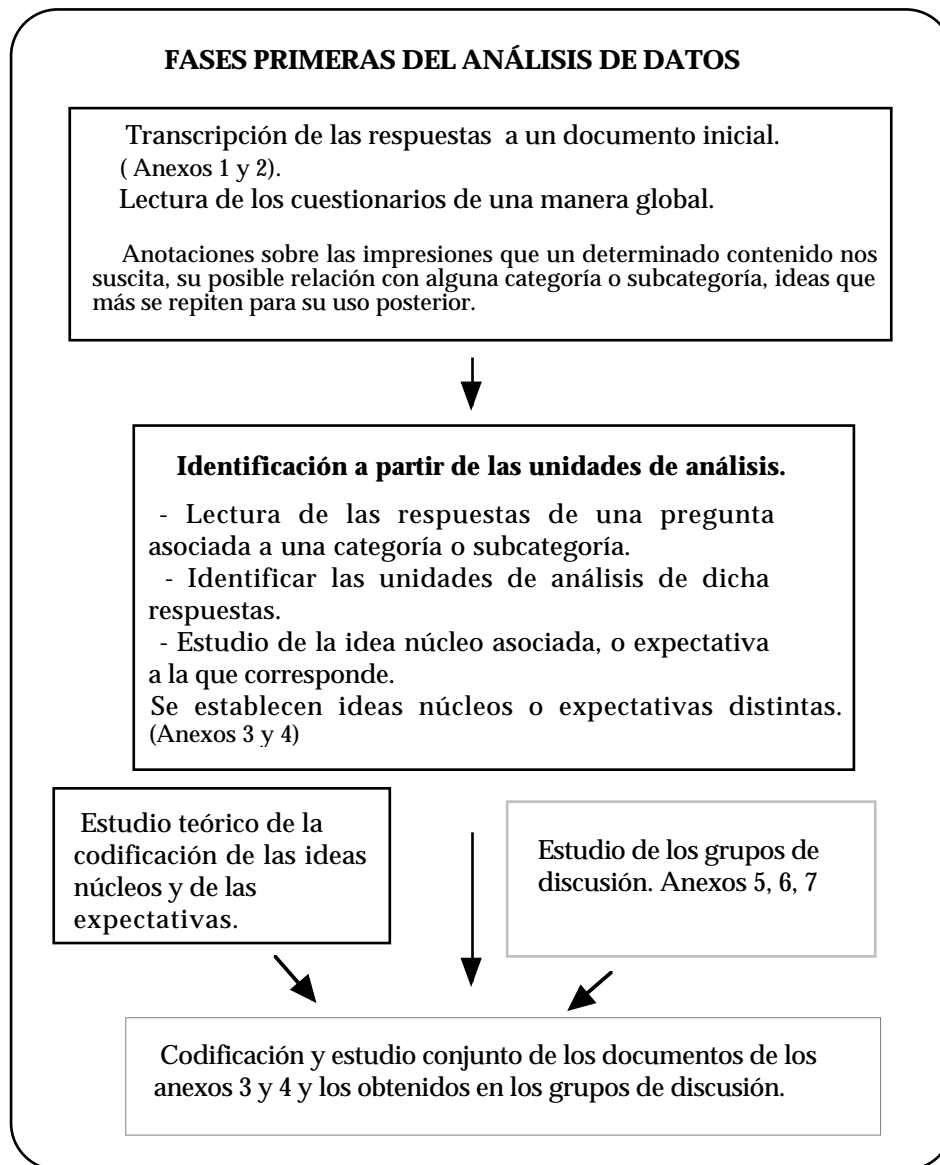 FASES PRIMERAS DEL ANÁLISIS DE DATOS
Transcripción de las respuestas a un documento inicial.
( Anexos 1 y 2).
Lectura de los cuestionarios de una manera global.
Anotaciones sobre las impresiones que un determinado contenido nos
suscita, su posible relación con alguna categoría o subcategoría, ideas que
más se repiten para su uso posterior.
Identificación a partir de las unidades de análisis.
- Lectura de las respuestas de una pregunta
asociada a una categoría o subcategoría.
- Identificar las unidades de análisis de dicha
respuestas.
- Estudio de la idea núcleo asociada, o expectativa
a la que corresponde.
Se establecen ideas núcleos o expectativas distintas.
(Anexos 3 y 4)
Estudio teórico de la
codificación de las ideas
núcleos y de las
expectativas.
Estudio de los grupos de
discusión. Anexos 5, 6, 7
Codificación y estudio conjunto de los documentos de los
anexos 3 y 4 y los obtenidos en los grupos de discusión.